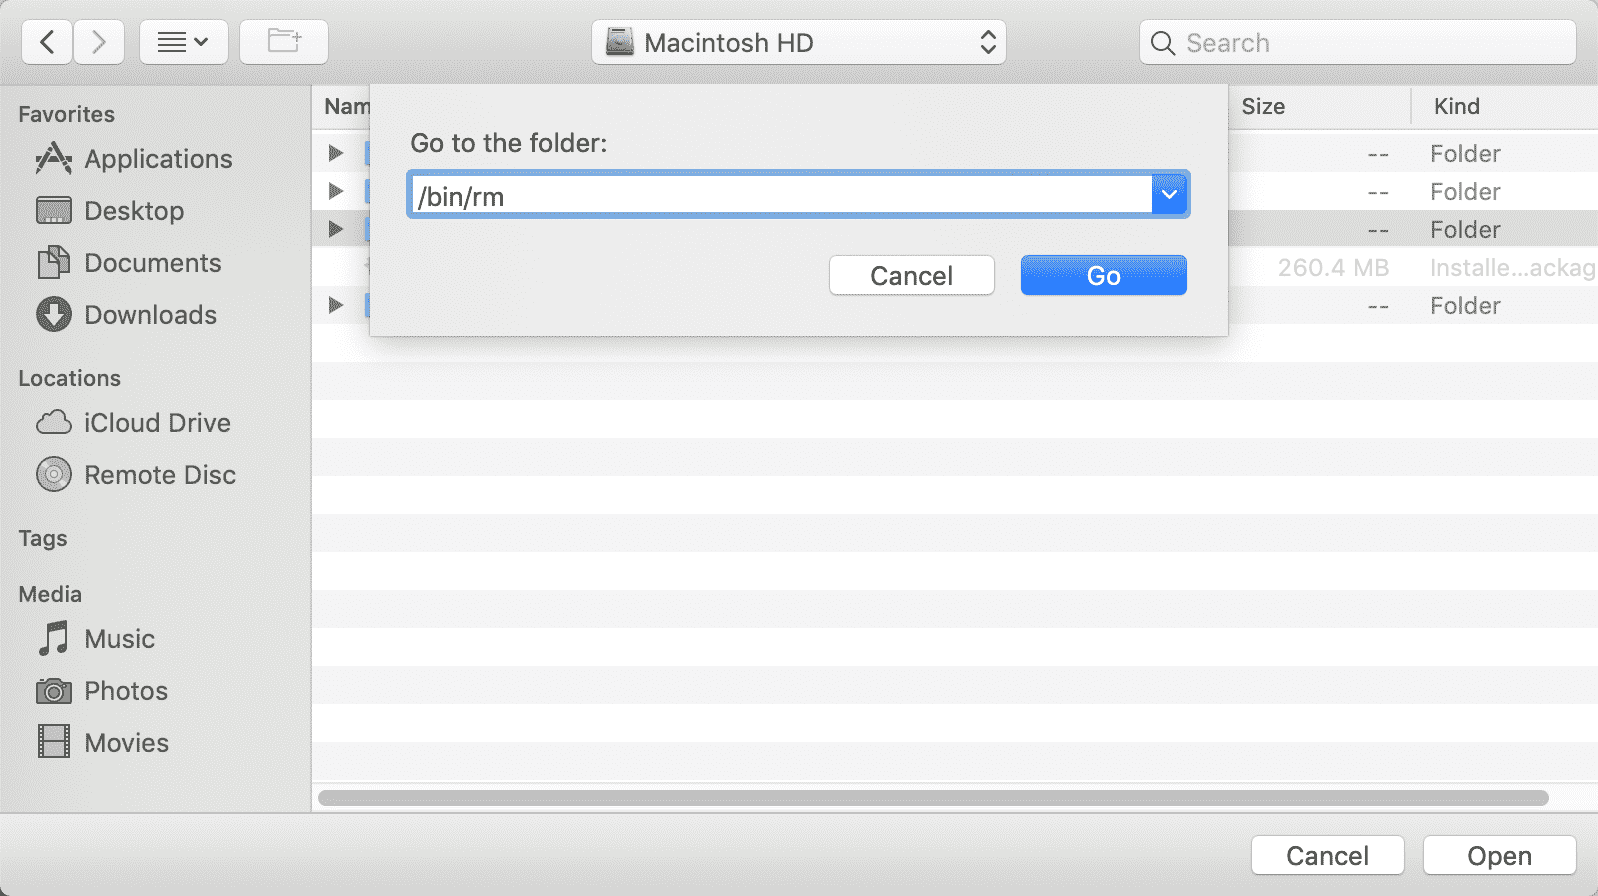 Macintosh HD
Search
Favorites
Applications
Desktop
Documents
Downloads
Locations
iCloud Drive
Remote Disc
Tags
Media
Music
Photos
Movies
Nam Size Kind
-- Folder
-- Folder
-- Folder
260.4 MB Installe...ackag
-- Folder
Go to the folder:
/bin/rm
Cancel Go
Cancel Open